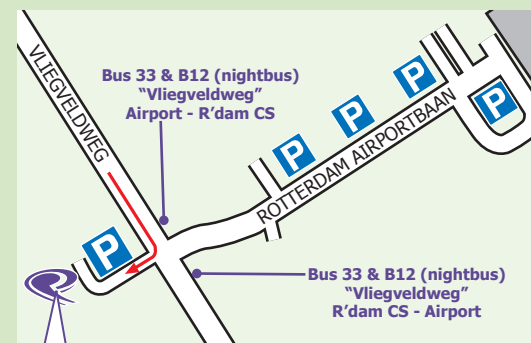 VLIEGVELDWEG
Bus 33 & B12 (nightbus)
“Vliegveldweg”
Airport - R’dam CS
P
P
P
P
ROTTERDAM AIRPORTBAAN
P
Bus 33 & B12 (nightbus)
“Vliegveldweg”
R’dam CS - Airport